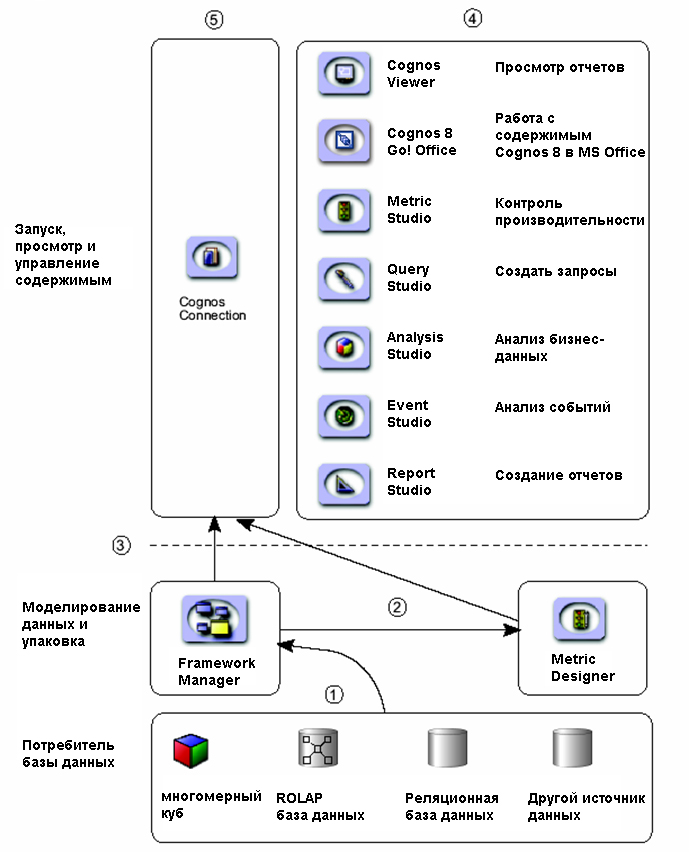 5
4
Cognos
Viewer
Просмотр отчетов
Cognos 8
Go! Office
Работа с
содержимым
Cognos 8 в MS Office
Metric
Studio
Контроль
производительности
Запуск,
просмотр и
управление
содержимым
Cognos
Connection
Query
Studio
Создать запросы
Analysis
Studio
Анализ бизнес-
данных
Event
Studio
Анализ событий
Report
Studio
Создание отчетов
3
Моделирование
данных и
упаковка
Framework
Manager
2
Metric
Designer
1
Потребитель
базы данных
многомерный
куб
ROLAP
база данных
Реляционная
база данных
Другой источник
данных